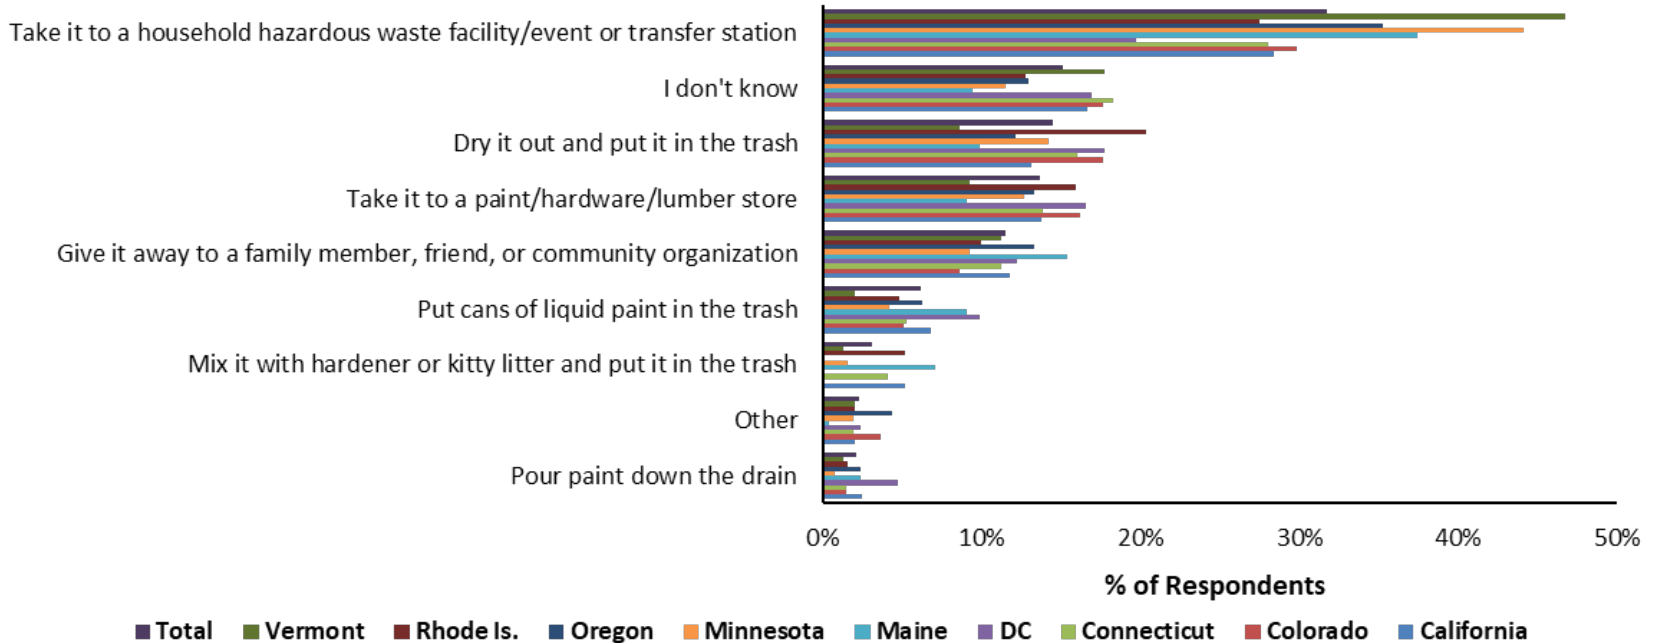 Take it to a household hazardous waste facility/event or transfer station
I don't know
Dry it out and put it in the trash
Take it to a paint/hardware/lumber store
Give it away to a family member, friend, or community organization
Put cans of liquid paint in the trash
Mix it with hardener or kitty litter and put it in the trash
Other
Pour paint down the drain
0% 10% 20% 30% 40% 50%
% of Respondents
Total Vermont Rhode Is. Oregon Minnesota Maine DC Connecticut Colorado California